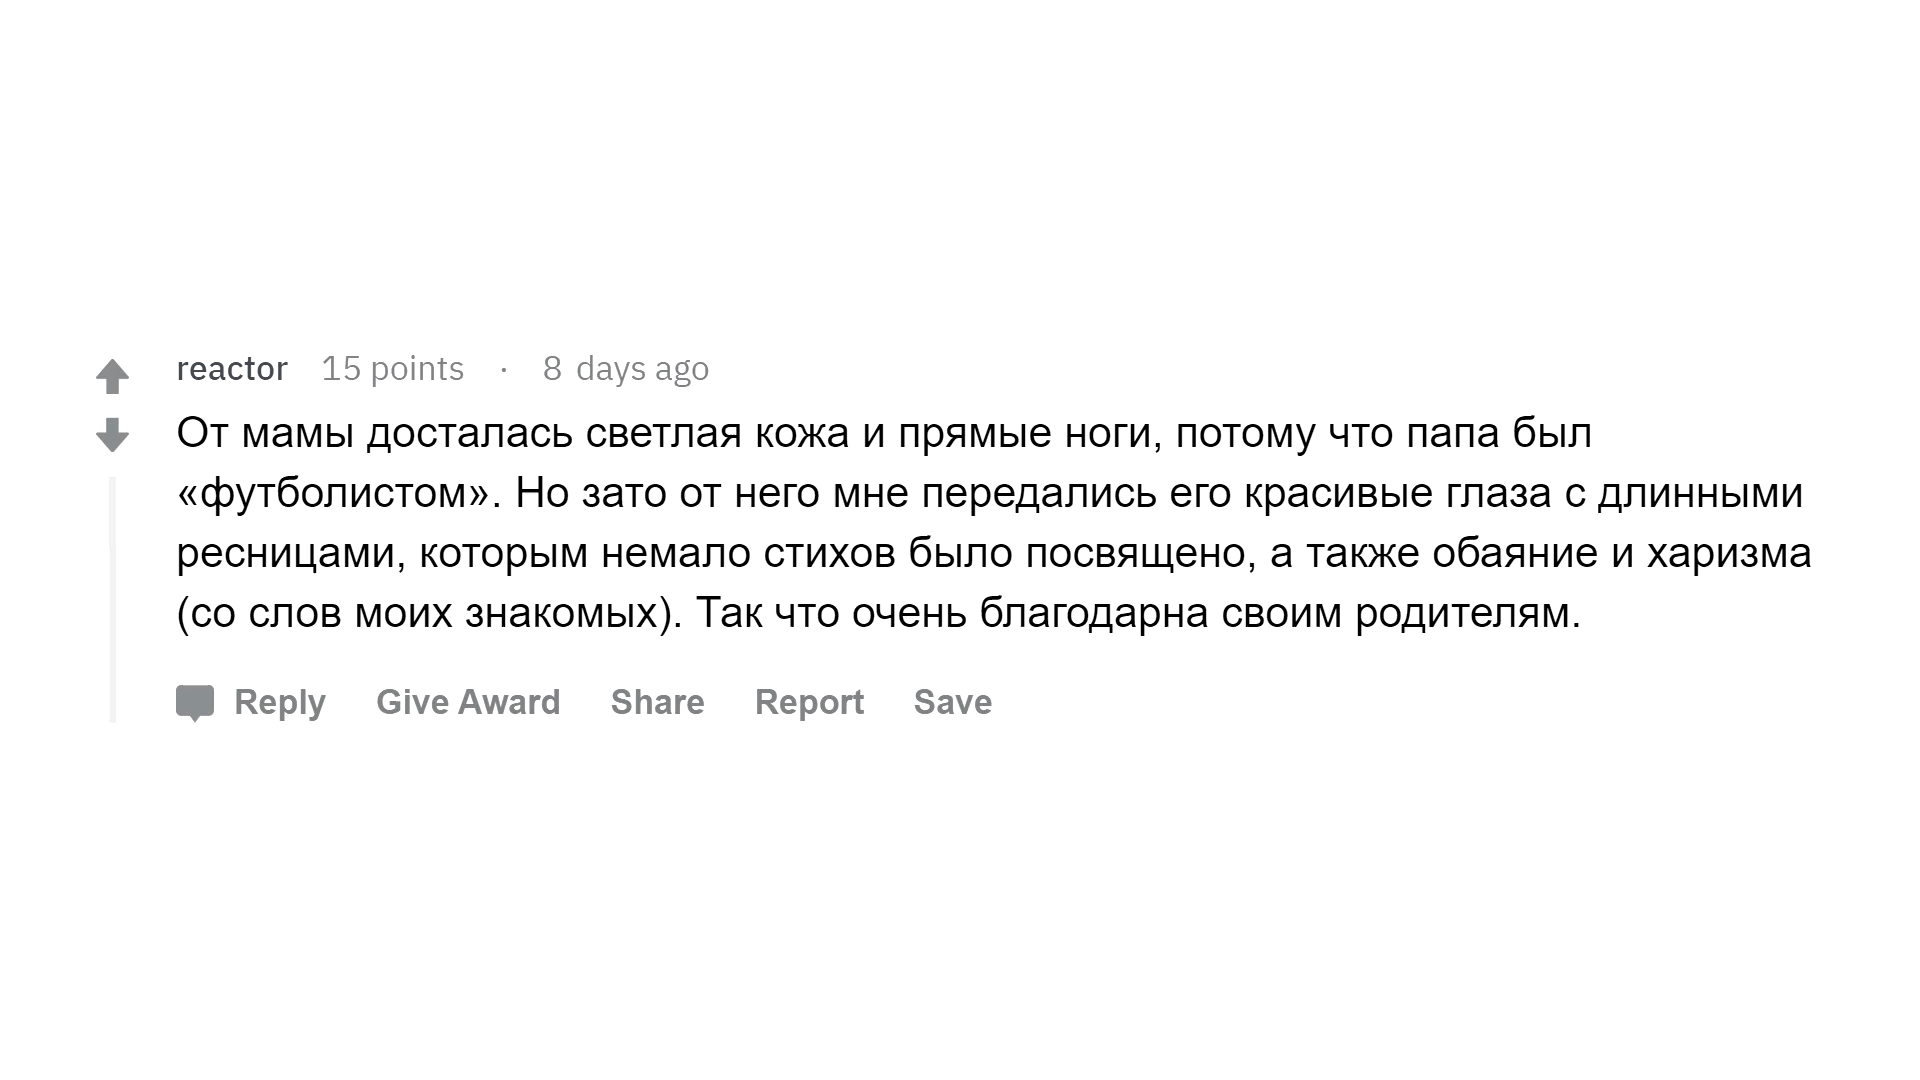 reactor 15 points · 8 days ago
От мамы досталась светлая кожа и прямые ноги, потому что папа был
«футболистом». Но зато от него мне передались его красивые глаза с длинными
ресницами, которым немало стихов было посвящено, а также обаяние и харизма
(со слов моих знакомых). Так что очень благодарна своим родителям.
Reply Give Award Share Report Save